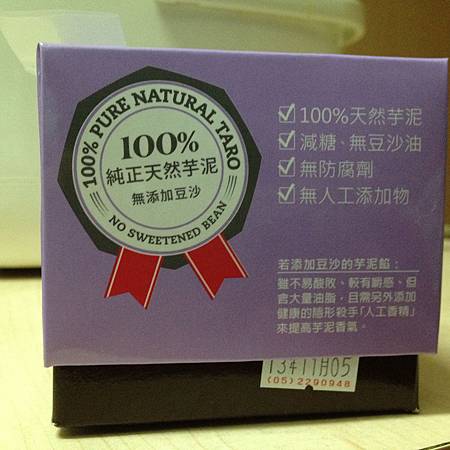 100% PURE NATURAL TARO
100%
純正天然芋泥
無添加豆沙
NO SWEETENED BEAN
100%天然芋泥
減糖、無豆沙油
無防腐劑
無人工添加物
若添加豆沙的芋泥餡：
雖不易酸敗、較有嚼感、但
含大量油脂，且需另外添加
健康的隱形殺手「人工香精」
來提高芋泥香氣。
13411月05
(05)2290948